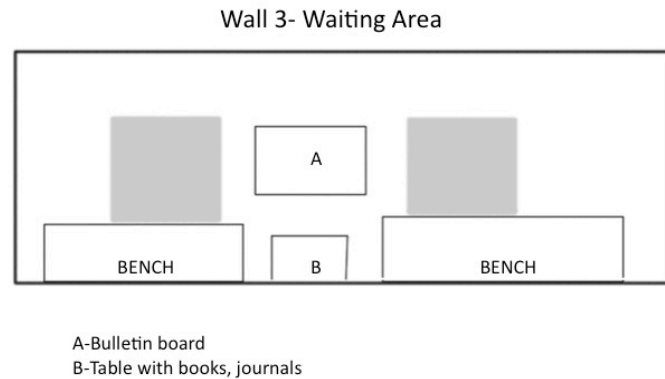 Wall 3- Waiting Area
A
BENCH
B
BENCH
A-Bulletin board
B-Table with books, journals